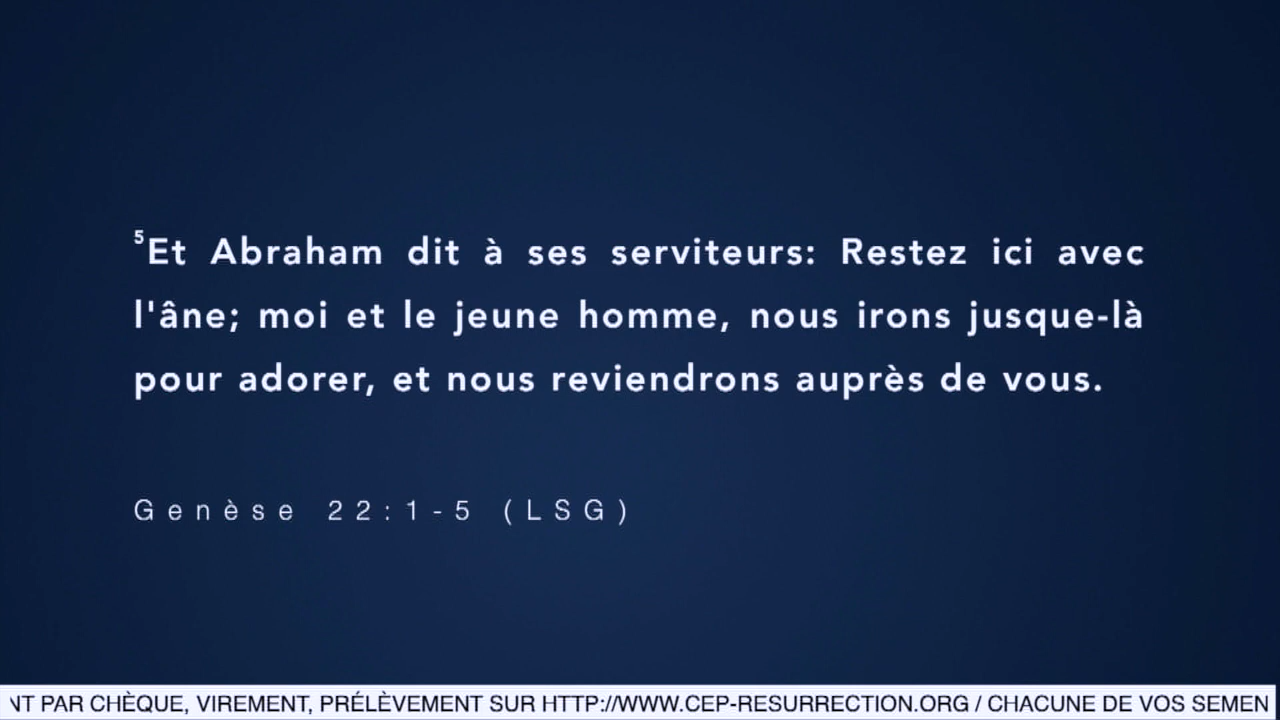 ⁵Et Abraham dit à ses serviteurs: Restez ici avec
l'âne; moi et le jeune homme, nous irons jusque-là
pour adorer, et nous reviendrons auprès de vous.
Genèse 22:1-5 (LSG)
NT PAR CHÈQUE, VIREMENT, PRÉLÈVEMENT SUR HTTP://WWW.CEP-RESURRECTION.ORG / CHACUNE DE VOS SEMEN